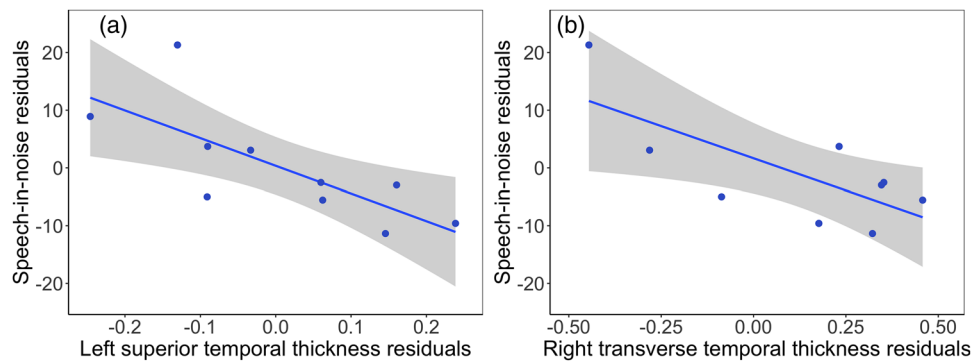 (a)
Speech-in-noise residuals
20
10
0
-10
-20
-0.2 -0.1 0.0 0.1 0.2
Left superior temporal thickness residuals
(b)
Speech-in-noise residuals
20
10
0
-10
-20
-0.50 -0.25 0.00 0.25 0.50
Right transverse temporal thickness residuals